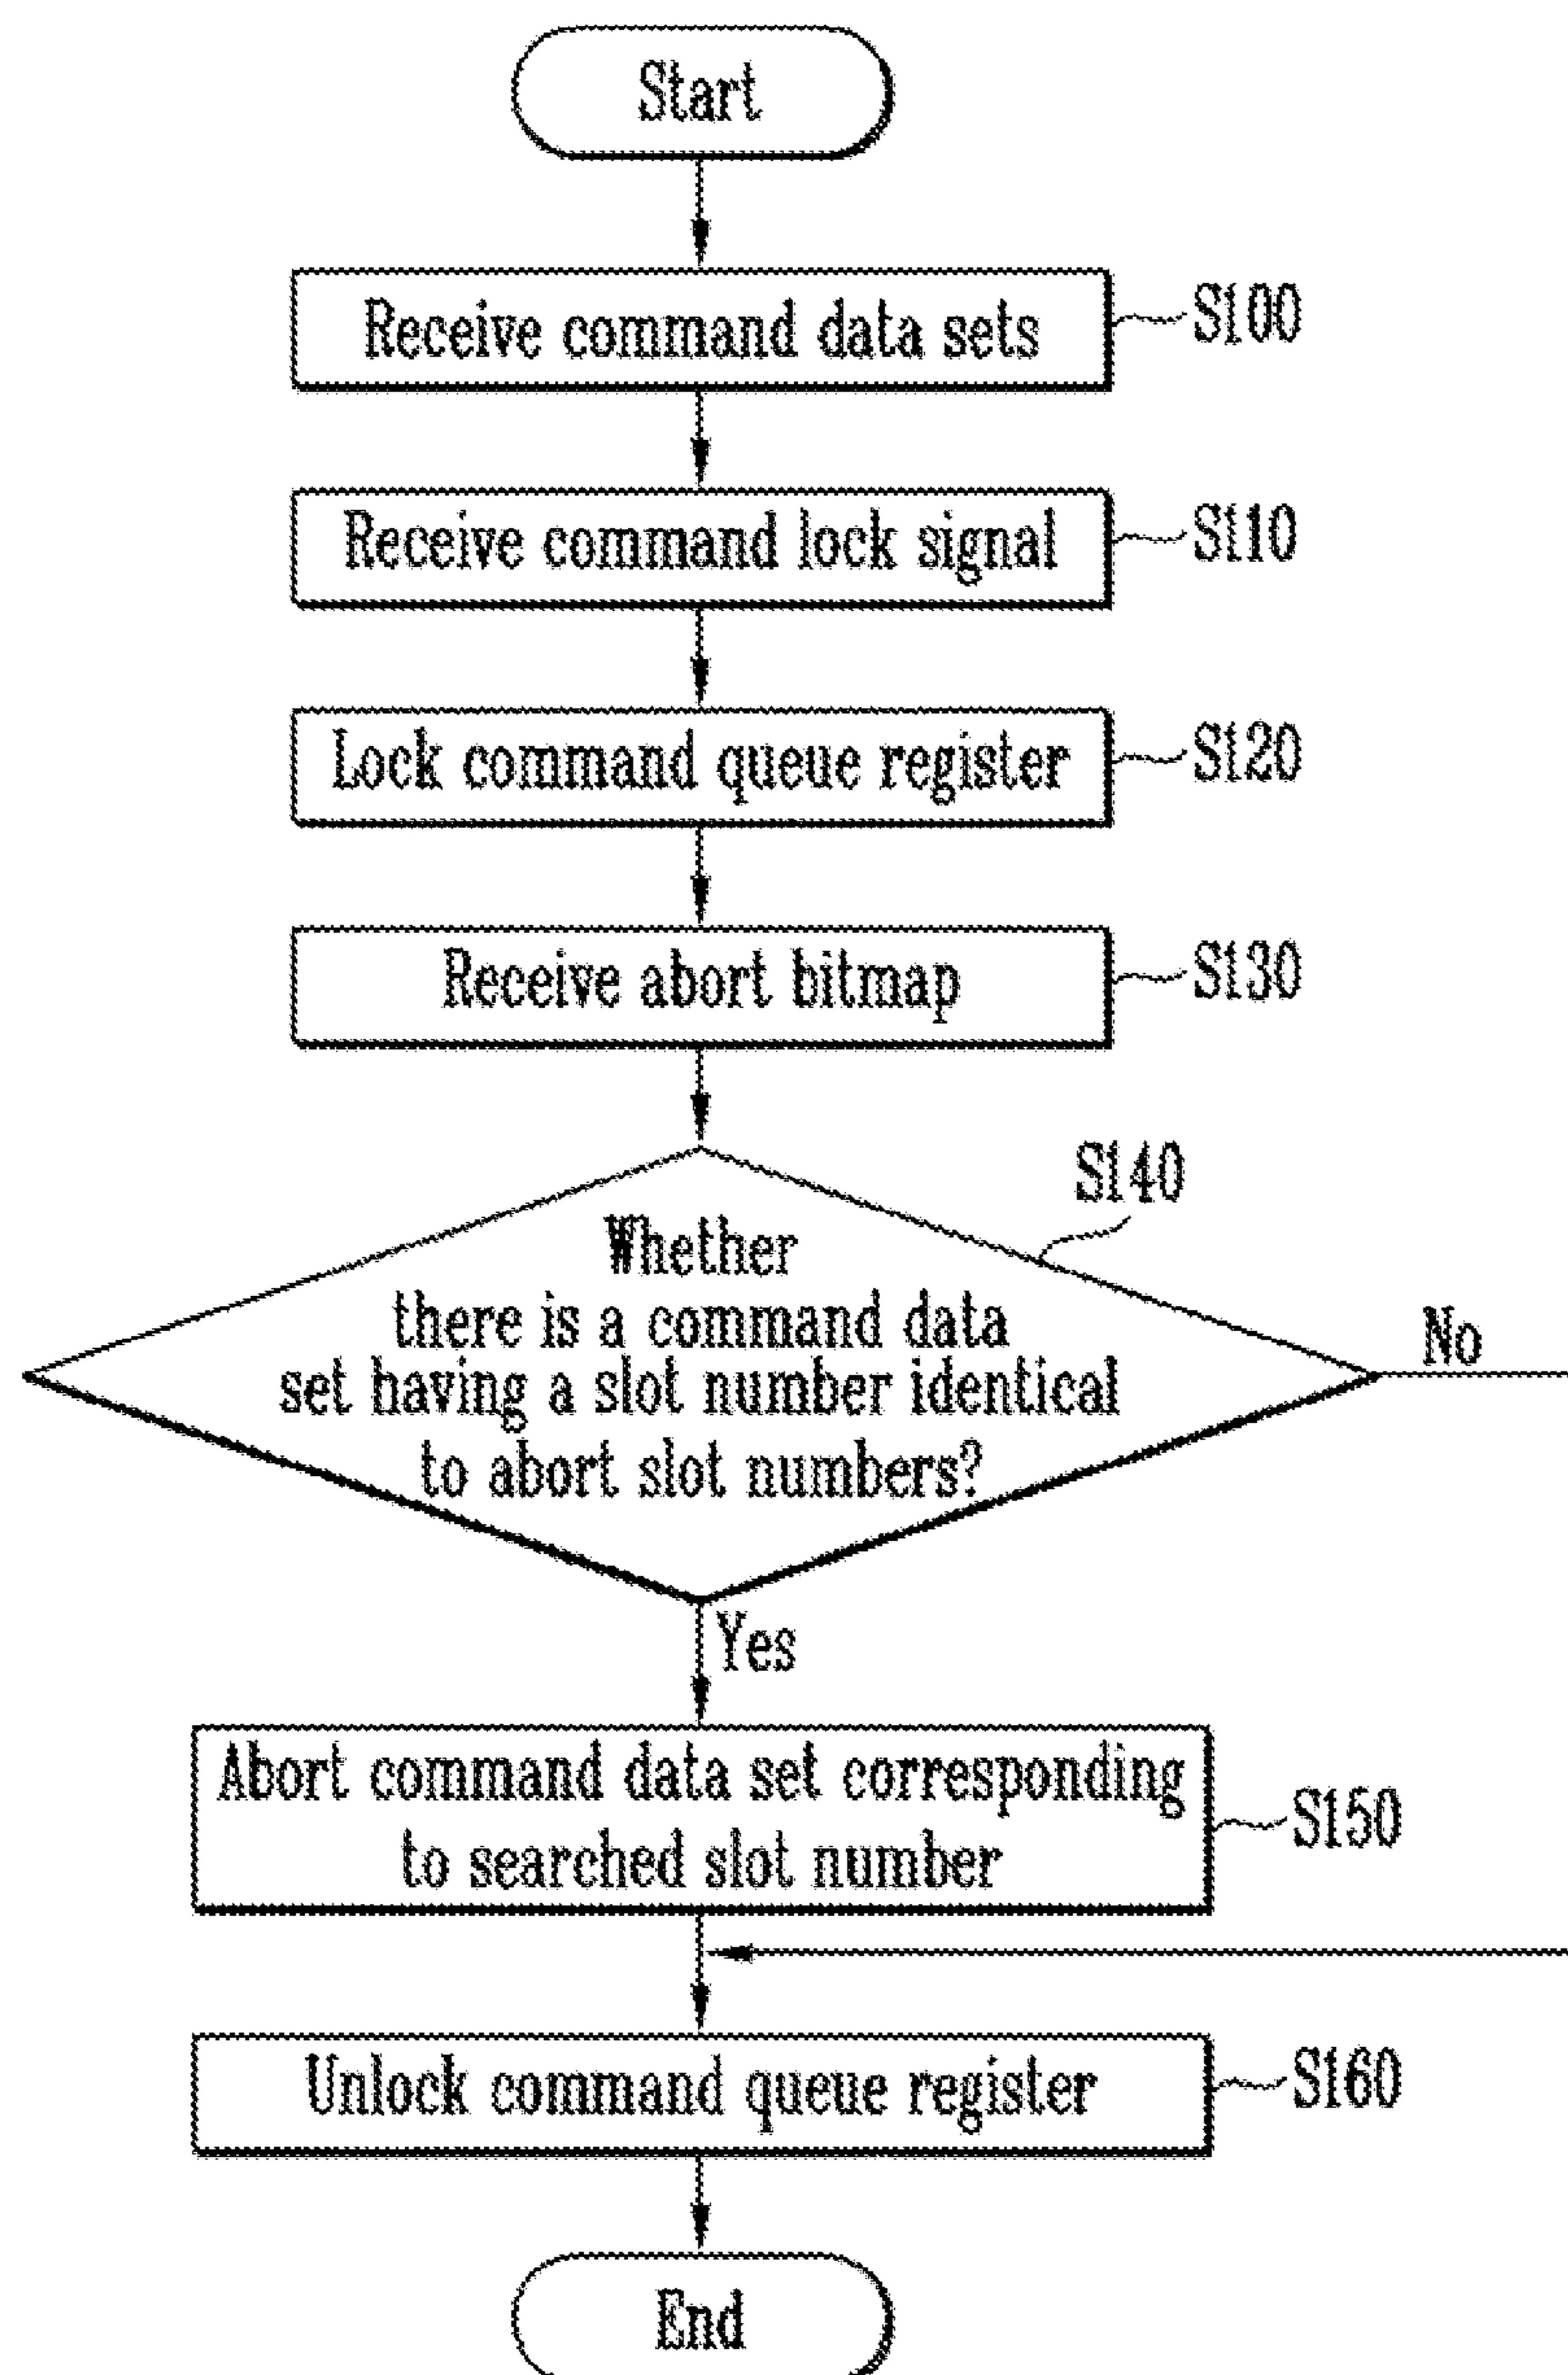 Start
Receive command data sets
S100
Receive command lock signal
S110
Lock command queue register
S120
Receive abort bitmap
S130
S140
Whether
there is a command data
set having a slot number identical
to abort slot numbers?
No
Yes
Abort command data set corresponding
to searched slot number
S150
Unlock command queue register
S160
End